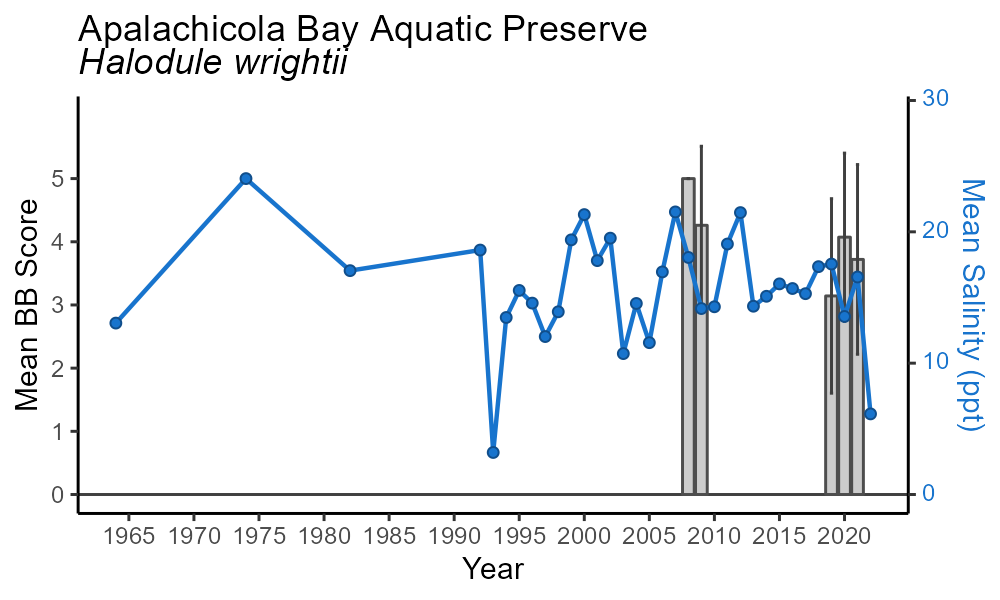 Apalachicola Bay Aquatic Preserve
Halodule wrightii
Mean BB Score
5
4
3
2
1
0
30
20
10
0
Mean Salinity (ppt)
1965 1970 1975 1980 1985 1990 1995 2000 2005 2010 2015 2020
Year